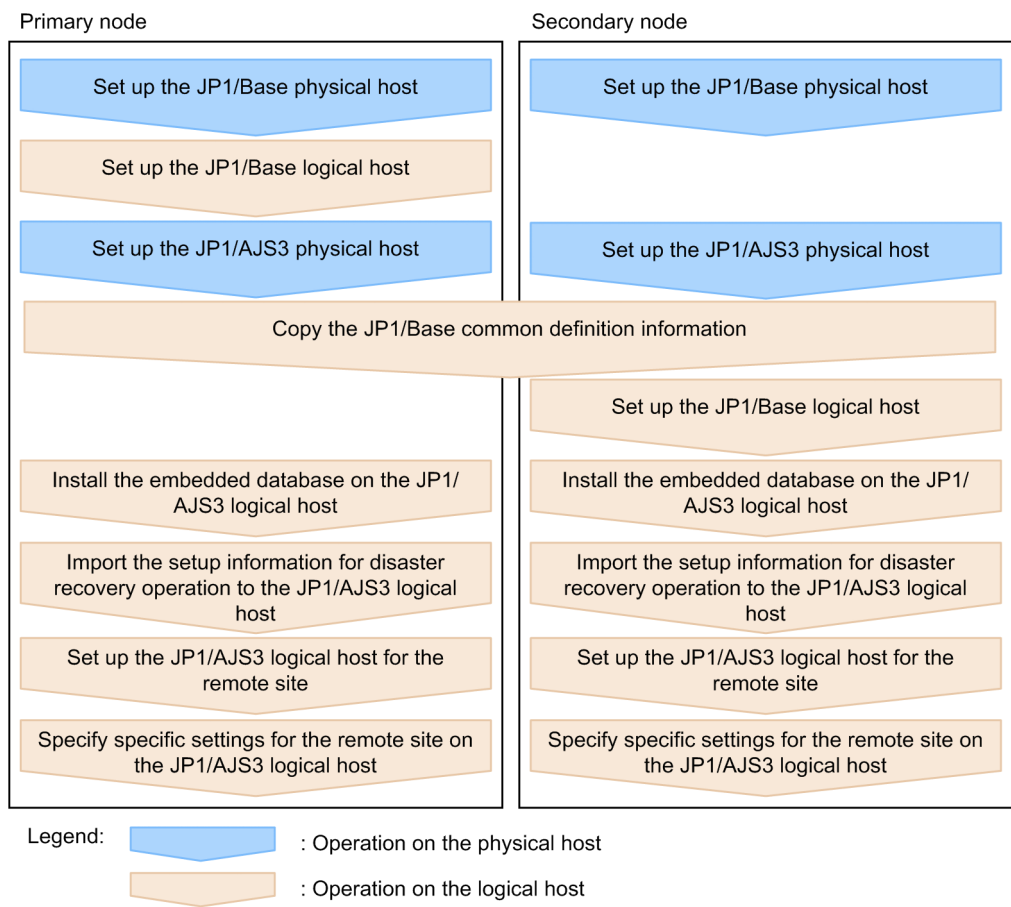 Primary node
Secondary node
Set up the JP1/Base physical host
Set up the JP1/Base physical host
Set up the JP1/Base logical host
Set up the JP1/AJS3 physical host
Set up the JP1/AJS3 physical host
Copy the JP1/Base common definition information
Set up the JP1/Base logical host
Install the embedded database on the JP1/
AJS3 logical host
Install the embedded database on the JP1/
AJS3 logical host
Import the setup information for disaster
recovery operation to the JP1/AJS3 logical
host
Import the setup information for disaster
recovery operation to the JP1/AJS3 logical
host
Set up the JP1/AJS3 logical host for the
remote site
Set up the JP1/AJS3 logical host for the
remote site
Specify specific settings for the remote site on
the JP1/AJS3 logical host
Specify specific settings for the remote site on
the JP1/AJS3 logical host
Legend:
: Operation on the physical host
: Operation on the logical host